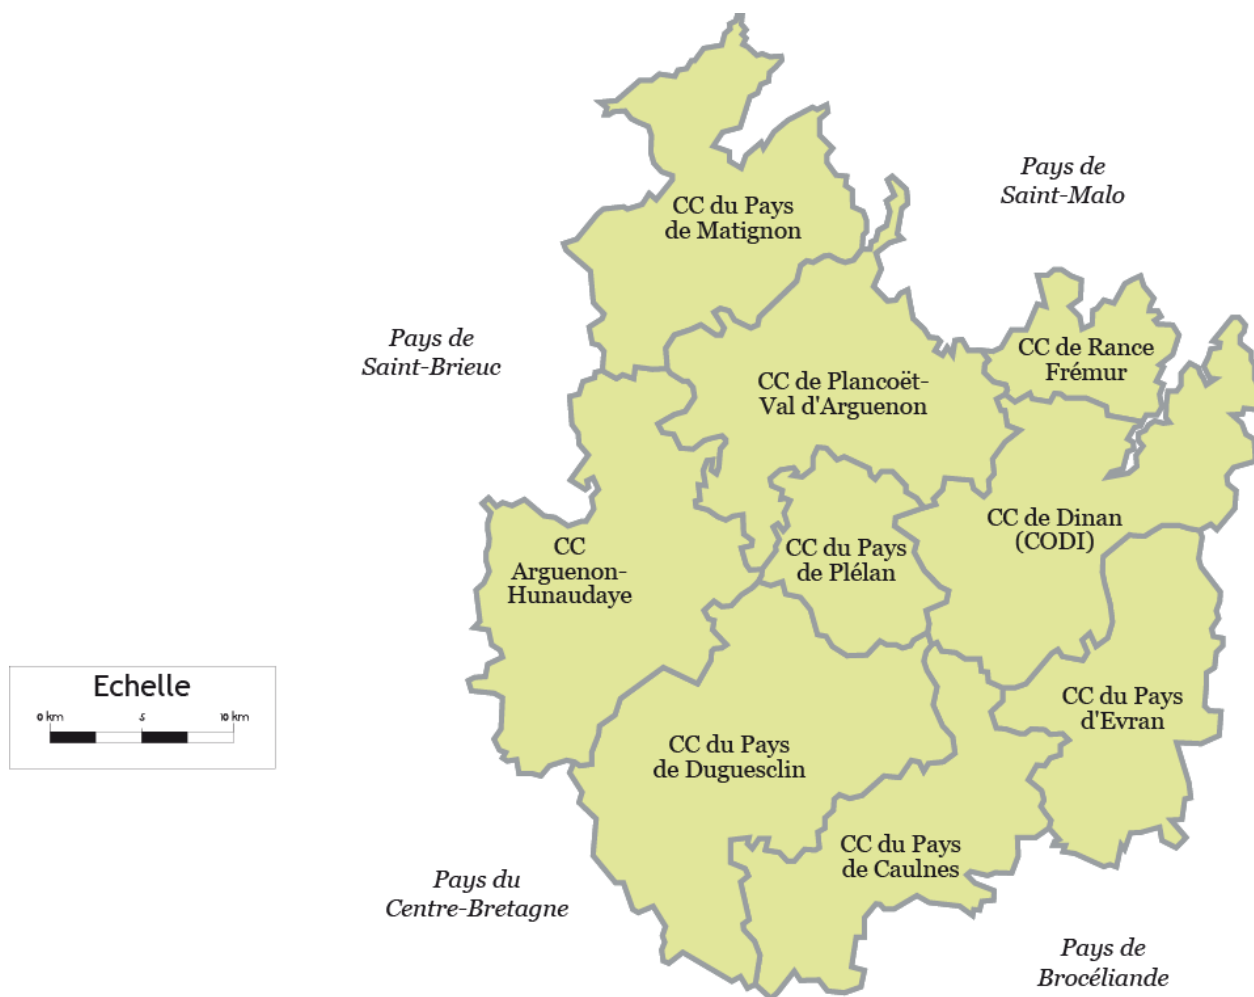 Pays de
Saint-Malo
CC du Pays
de Matignon
Pays de
Saint-Brieuc
CC de Rance
Frémur
CC de Plancoët-
Val d'Arguenon
CC de Dinan
(CODI)
CC
Arguenon-
Hunaudaye
CC du Pays
de Plélan
Echelle
0 km
5
10 km
CC du Pays
d'Evran
CC du Pays
de Duguesclin
CC du Pays
de Caulnes
Pays du
Centre-Bretagne
Pays de
Brocéliande